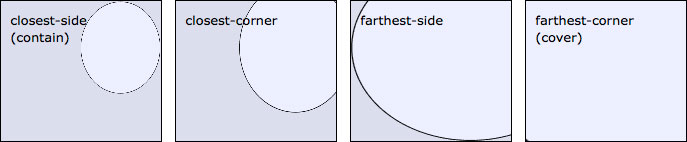 closest-side
(contain)
closest-corner
farthest-side
farthest-corner
(cover)